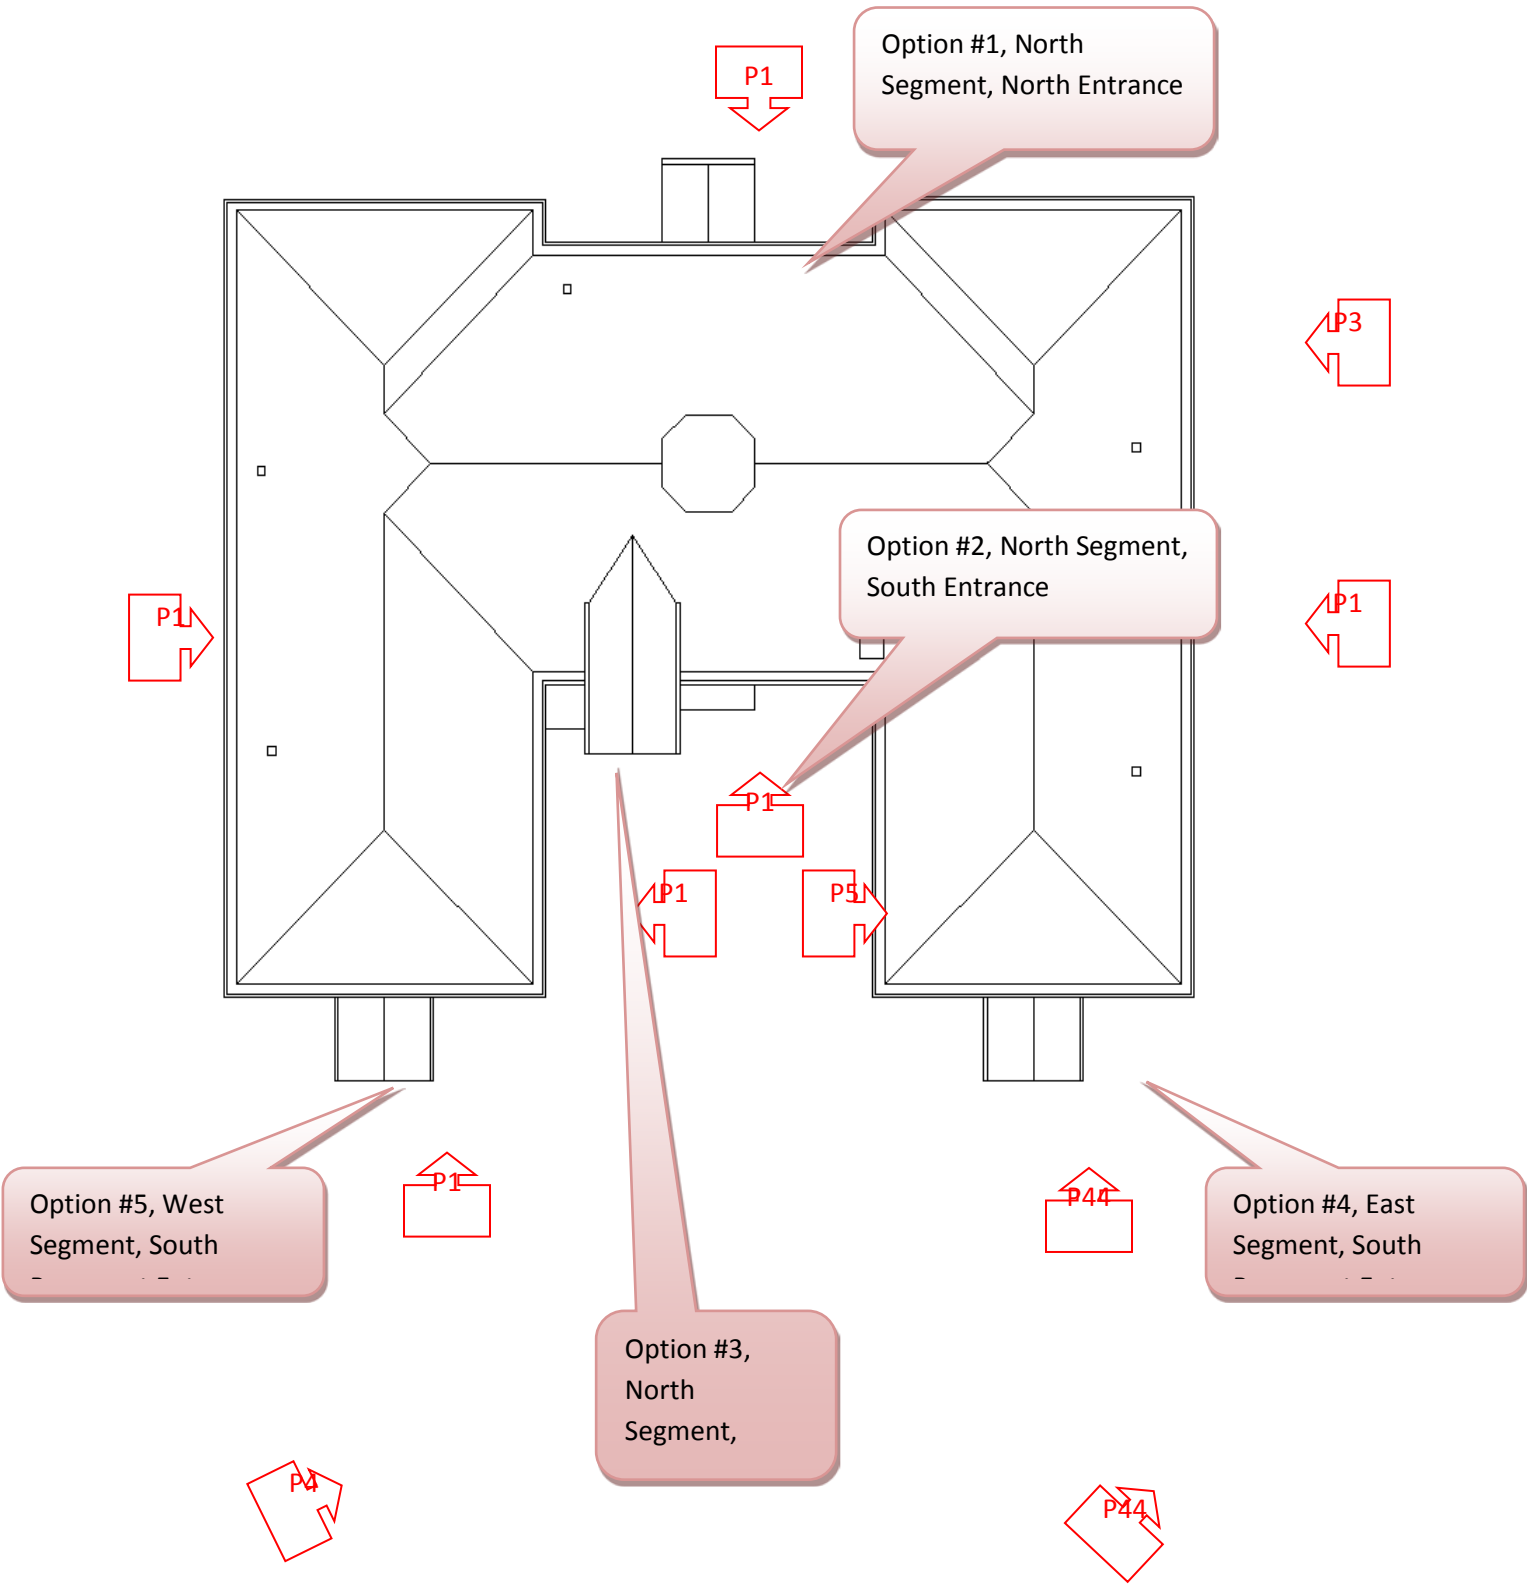 Option #1, North
Segment, North Entrance
P1
P3
Option #2, North Segment,
South Entrance
P1
P1
P1
P1
P5
Option #5, West
Segment, South
P1
P44
Option #4, East
Segment, South
Option #3,
North
Segment,
P4
P44